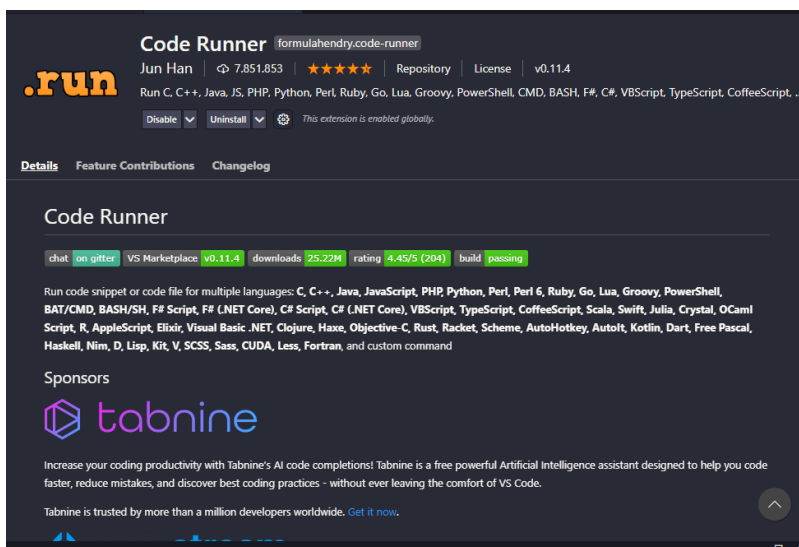 Code Runner formulahendry.code-runner
.run
Jun Han 7.851.853 Repository License v0.11.4
Run C, C++, Java, JS, PHP, Python, Perl, Ruby, Go, Lua, Groovy, PowerShell, CMD, BASH, F#, C#, VBScript, TypeScript, CoffeeScript, ..
Disable Uninstall This extension is enabled globally.
Details Feature Contributions Changelog
Code Runner
chat on gitter VS Marketplace v0.11.4 downloads 25.22M rating 4.45/5 (204) build passing
Run code snippet or code file for multiple languages: C, C++, Java, JavaScript, PHP, Python, Perl, Perl 6, Ruby, Go, Lua, Groovy, PowerShell,
BAT/CMD, BASH/SH, F# Script, F# (.NET Core), C# Script, C# (.NET Core), VBScript, TypeScript, CoffeeScript, Scala, Swift, Julia, Crystal, OCaml
Script, R, AppleScript, Elixir, Visual Basic .NET, Clojure, Haxe, Objective-C, Rust, Racket, Scheme, AutoHotkey, AutoIt, Kotlin, Dart, Free Pascal,
Haskell, Nim, D, Lisp, Kit, V, SCSS, Sass, CUDA, Less, Fortran, and custom command
Sponsors
tabnine
Increase your coding productivity with Tabnine's AI code completions! Tabnine is a free powerful Artificial Intelligence assistant designed to help you code
faster, reduce mistakes, and discover best coding practices - without ever leaving the comfort of VS Code.
Tabnine is trusted by more than a million developers worldwide. Get it now.